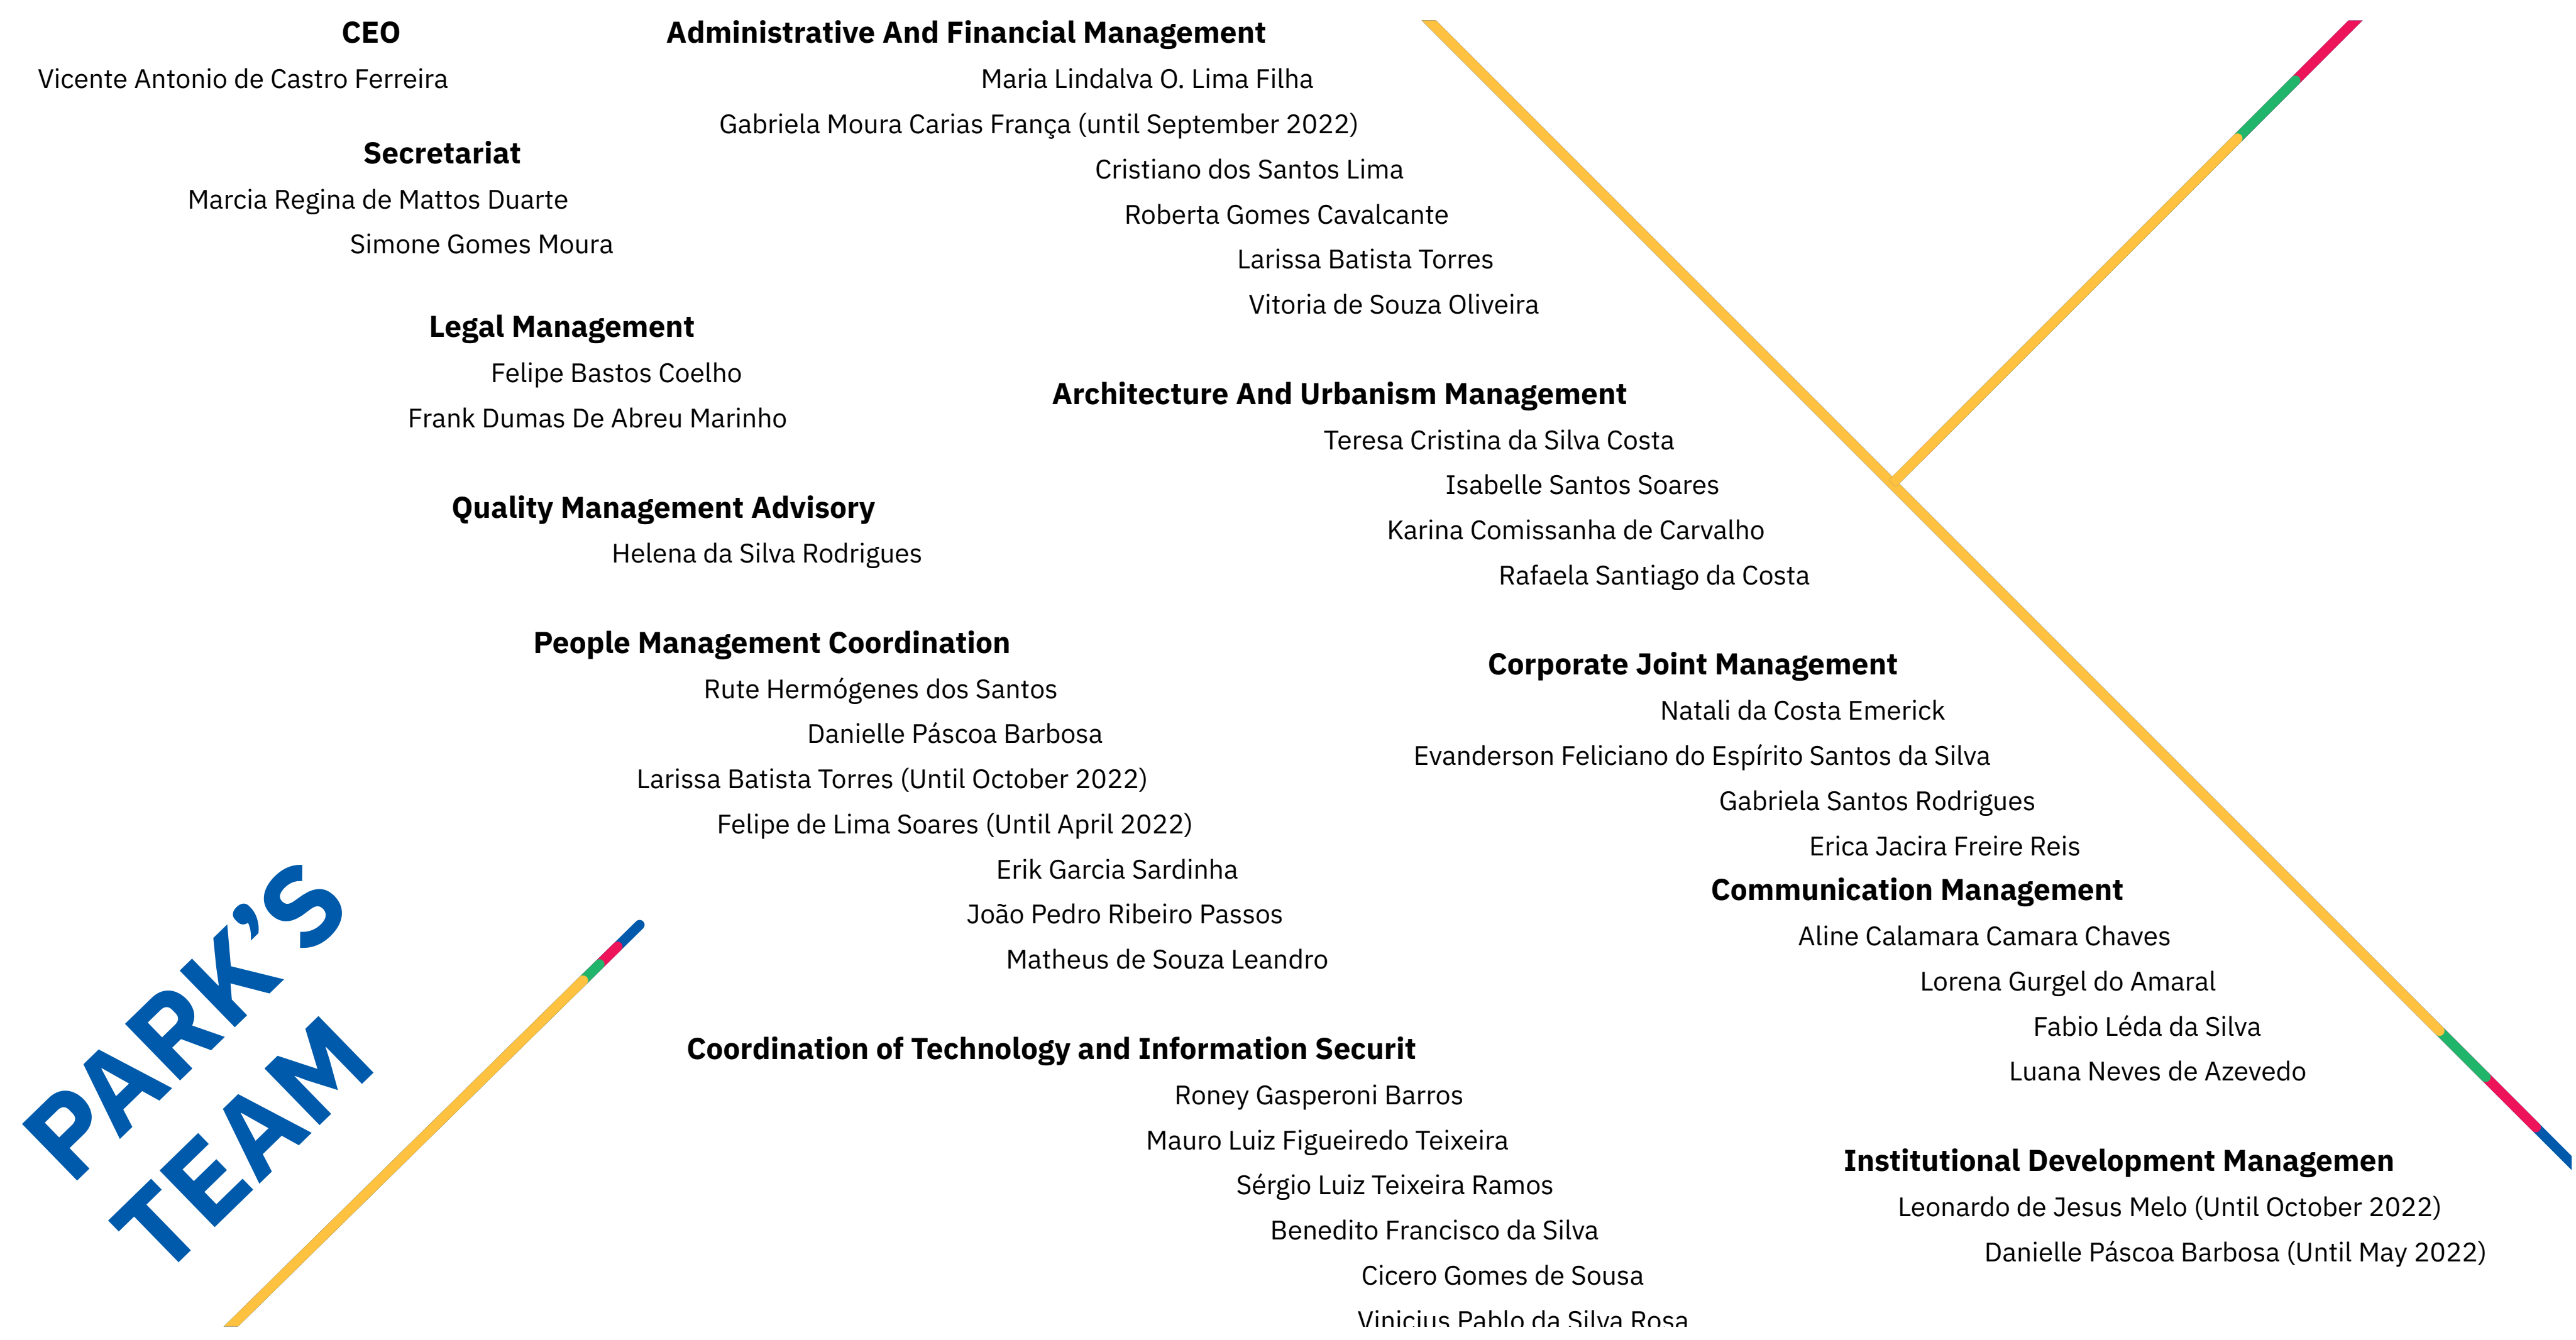 CEO
Vicente Antonio de Castro Ferreira
Secretariat
Marcia Regina de Mattos Duarte
Simone Gomes Moura
Legal Management
Felipe Bastos Coelho
Frank Dumas De Abreu Marinho
Quality Management Advisory
Helena da Silva Rodrigues
People Management Coordination
Rute Hermógenes dos Santos
Danielle Páscoa Barbosa
Larissa Batista Torres (Until October 2022)
Felipe de Lima Soares (Until April 2022)
Erik Garcia Sardinha
João Pedro Ribeiro Passos
Matheus de Souza Leandro
Coordination of Technology and Information Securit
Roney Gasperoni Barros
Mauro Luiz Figueiredo Teixeira
Sérgio Luiz Teixeira Ramos
Benedito Francisco da Silva
Cicero Gomes de Sousa
Vinicius Pablo da Silva Rosa
Administrative And Financial Management
Maria Lindalva O. Lima Filha
Gabriela Moura Carias França (until September 2022)
Cristiano dos Santos Lima
Roberta Gomes Cavalcante
Larissa Batista Torres
Vitoria de Souza Oliveira
Architecture And Urbanism Management
Teresa Cristina da Silva Costa
Isabelle Santos Soares
Karina Comissanha de Carvalho
Rafaela Santiago da Costa
Corporate Joint Management
Natali da Costa Emerick
Evanderson Feliciano do Espírito Santos da Silva
Gabriela Santos Rodrigues
Erica Jacira Freire Reis
Communication Management
Aline Calamara Camara Chaves
Lorena Gurgel do Amaral
Fabio Léda da Silva
Luana Neves de Azevedo
Institutional Development Managemen
Leonardo de Jesus Melo (Until October 2022)
Danielle Páscoa Barbosa (Until May 2022)
PARK’S
TEAM